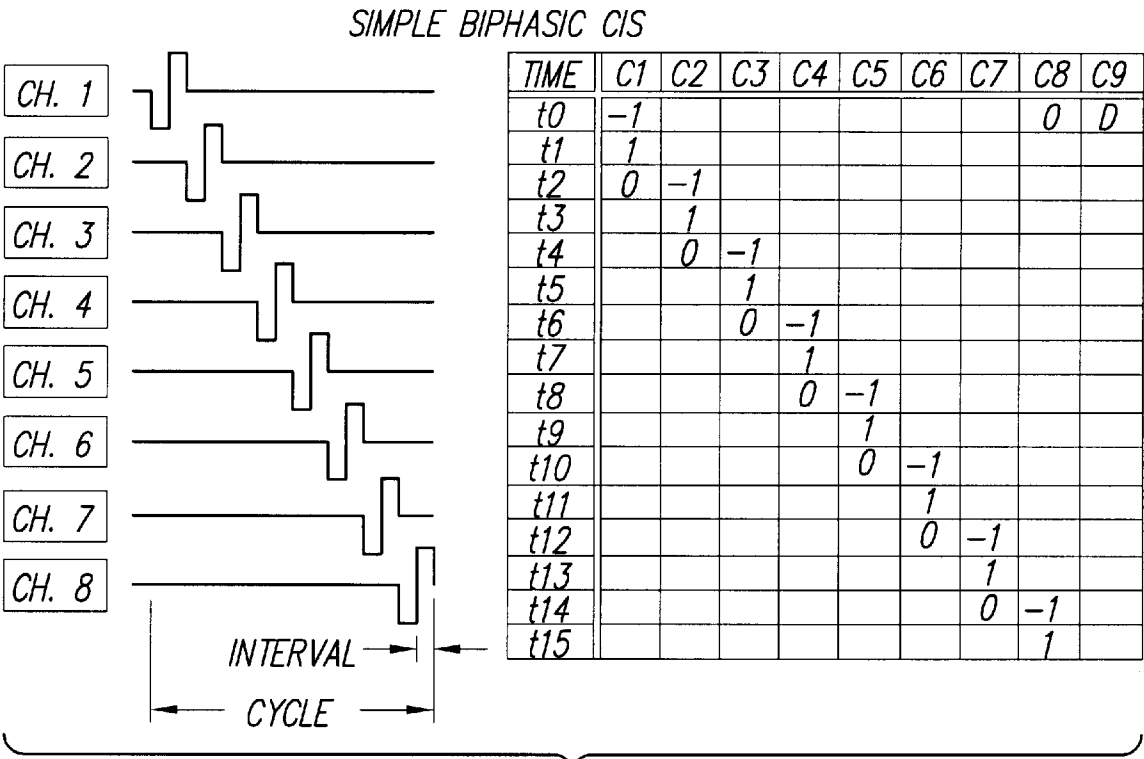 SIMPLE BIPHASIC CIS
CH. 1
CH. 2
CH. 3
CH. 4
CH. 5
CH. 6
CH. 7
CH. 8
INTERVAL
CYCLE
TIME C1 C2 C3 C4 C5 C6 C7 C8 C9
t0 -1 0 D
t1 1
t2 0 -1
t3 1
t4 0 -1
t5 1
t6 0 -1
t7 1
t8 0 -1
t9 1
t10 0 -1
t11 1
t12 0 -1
t13 1
t14 0 -1
t15 1